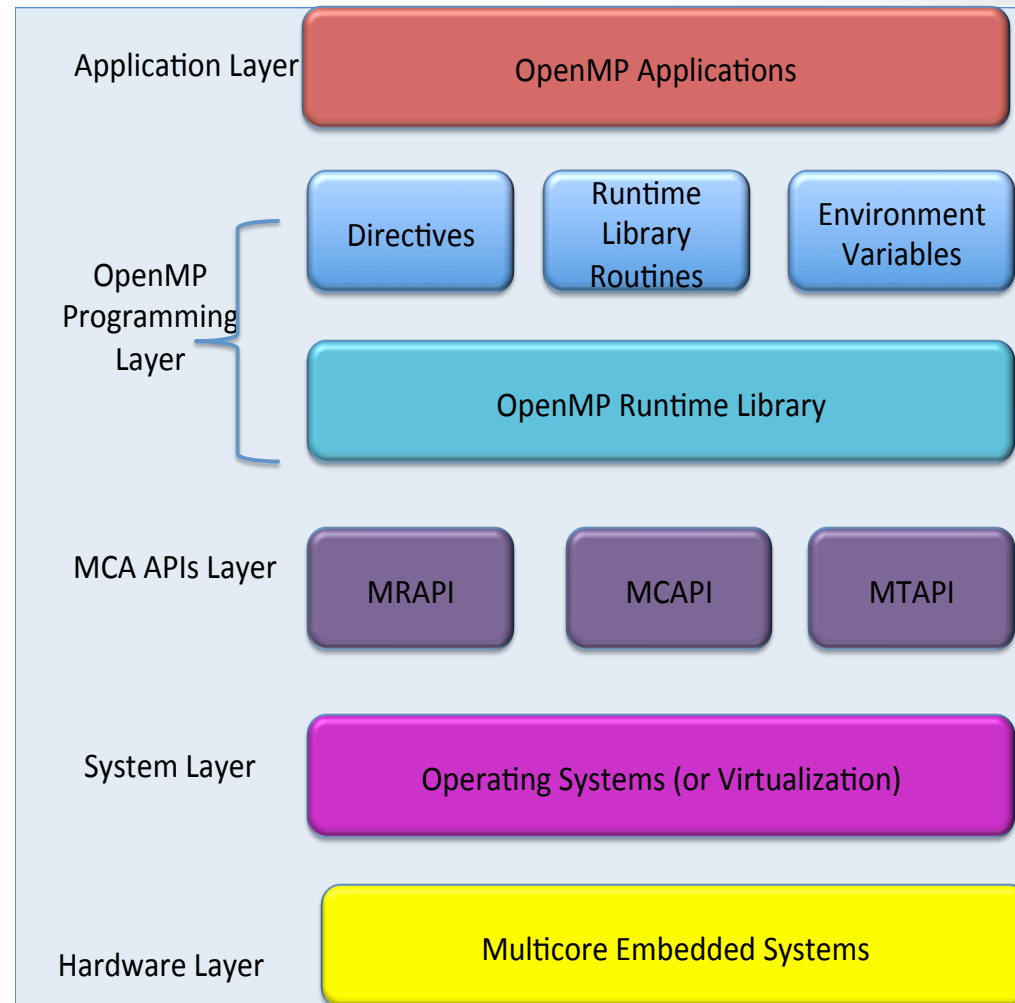 Application Layer
OpenMP Applications
Directives
Runtime
Library
Routines
Environment
Variables
OpenMP
Programming
Layer
OpenMP Runtime Library
MCA APIs Layer
MRAPI
MCAPI
MTAPI
System Layer
Operating Systems (or Virtualization)
Hardware Layer
Multicore Embedded Systems